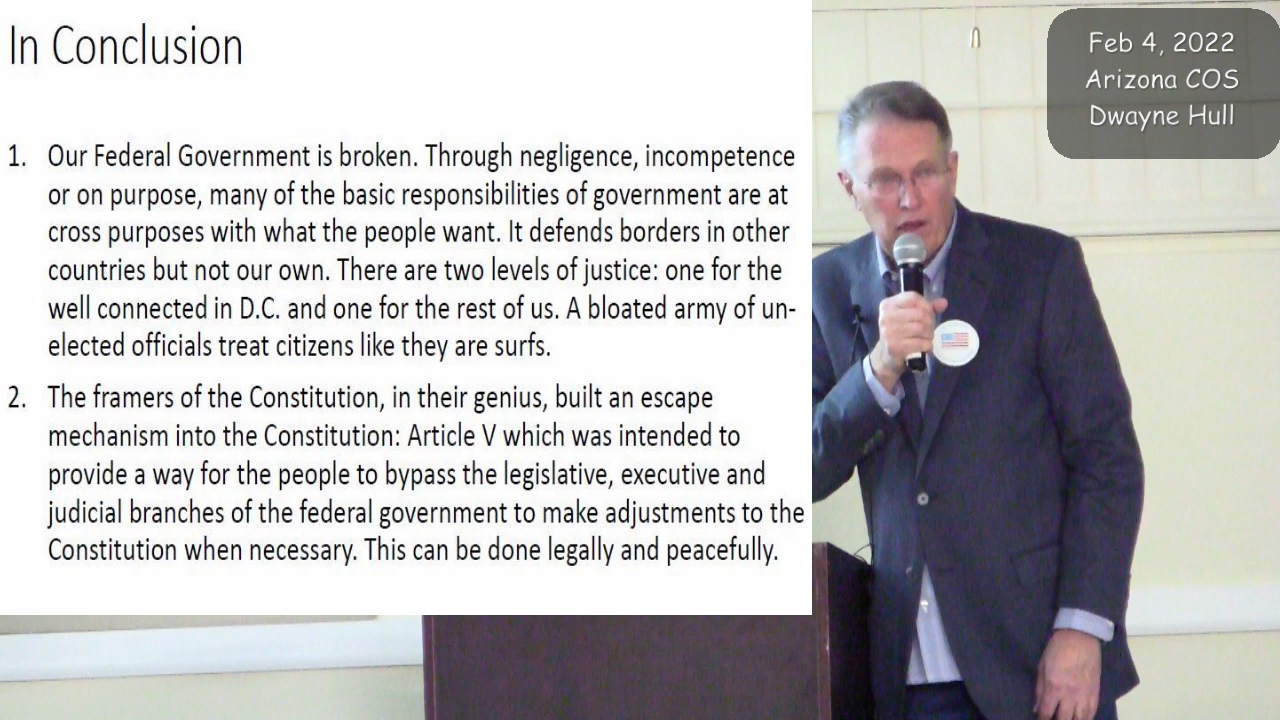 In Conclusion
1. Our Federal Government is broken. Through negligence, incompetence
or on purpose, many of the basic responsibilities of government are at
cross purposes with what the people want. It defends borders in other
countries but not our own. There are two levels of justice: one for the
well connected in D.C. and one for the rest of us. A bloated army of un-
elected officials treat citizens like they are surfs.
2. The framers of the Constitution, in their genius, built an escape
mechanism into the Constitution: Article V which was intended to
provide a way for the people to bypass the legislative, executive and
judicial branches of the federal government to make adjustments to the
Constitution when necessary. This can be done legally and peacefully.
Feb 4, 2022
Arizona COS
Dwayne Hull